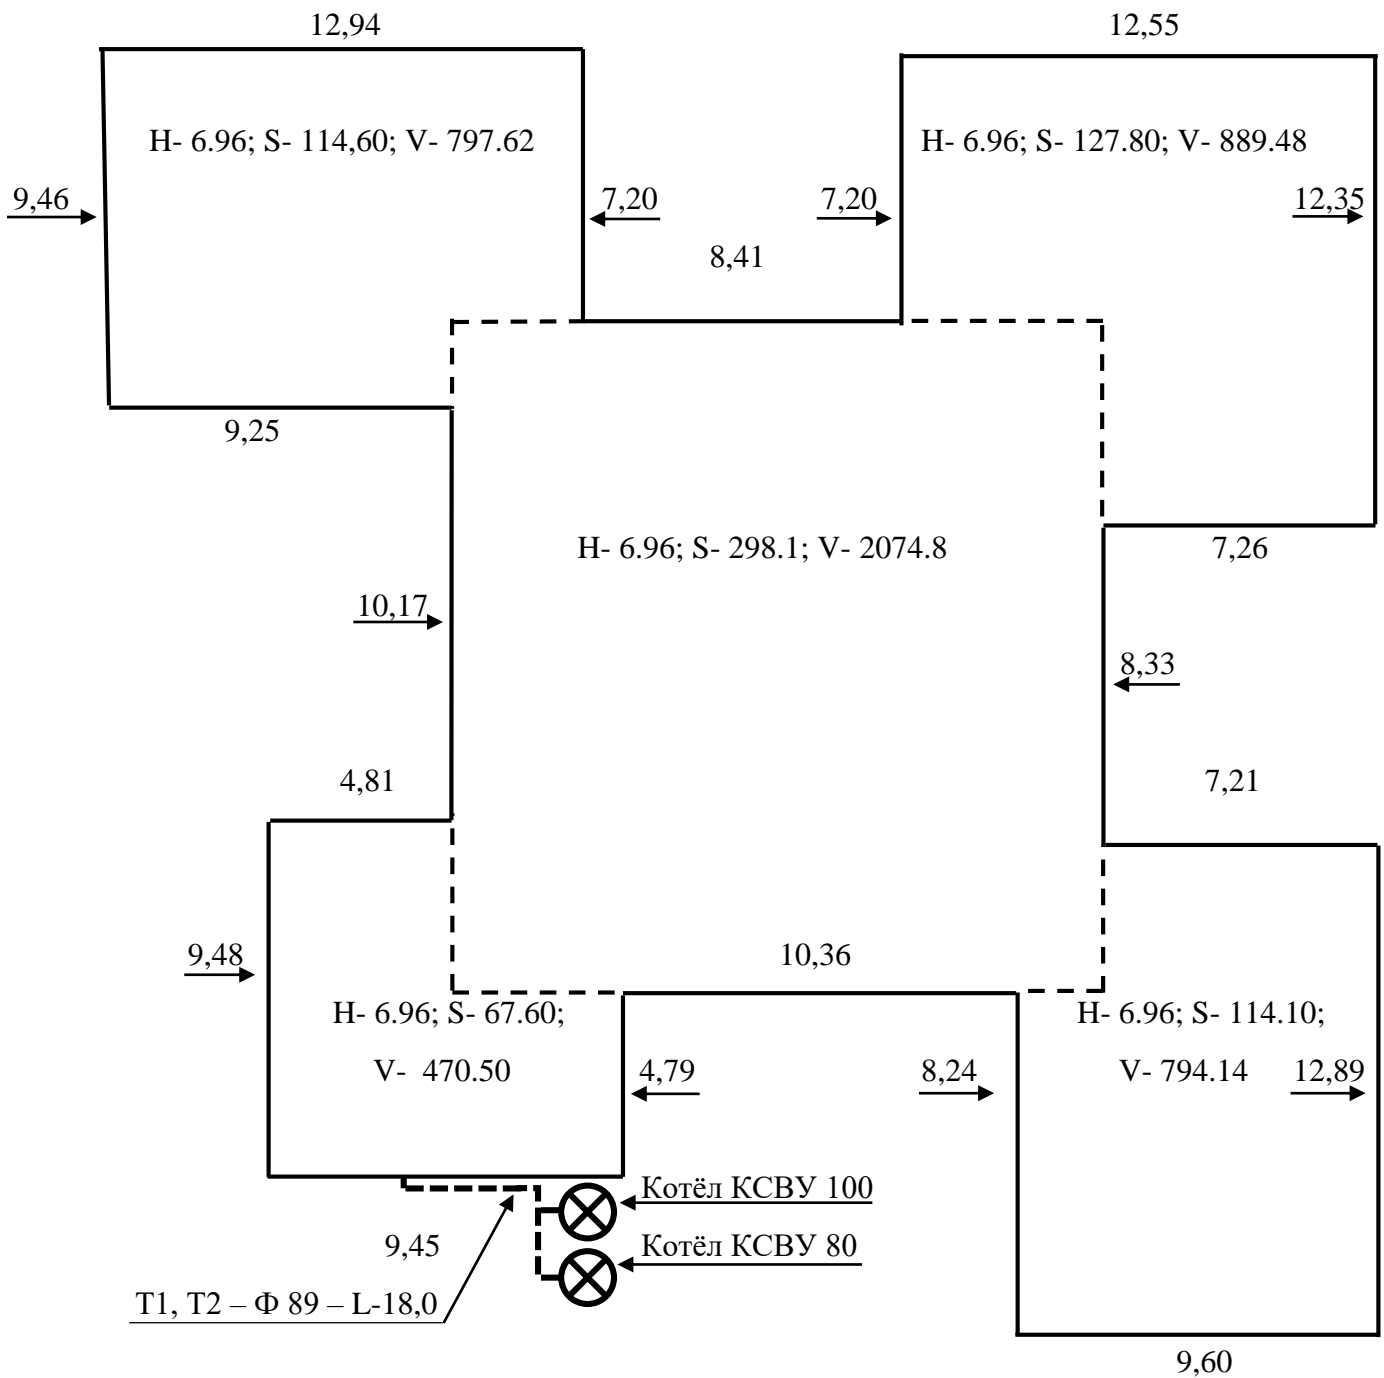 12,94
12,55
H- 6.96; S- 114,60; V- 797.62
H- 6.96; S- 127.80; V- 889.48
9,46
7,20
7,20
12,35
8,41
9,25
7,26
H- 6.96; S- 298.1; V- 2074.8
10,17
8,33
4,81
7,21
9,48
10,36
H- 6.96; S- 67.60;
V- 470.50
H- 6.96; S- 114.10;
V- 794.14
4,79
8,24
12,89
Котёл КСВУ 100
9,45
Котёл КСВУ 80
Т1, Т2 – Ф 89 – L-18,0
9,60